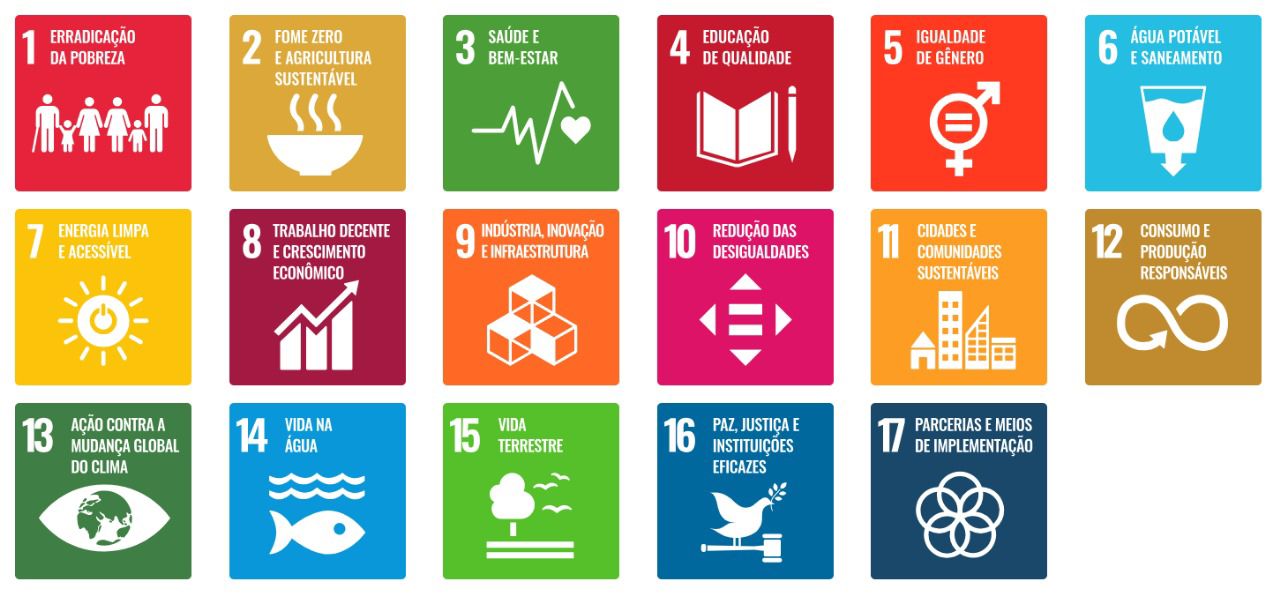 1 ERRADICAÇÃO
DA POBREZA
2 FOME ZERO
E AGRICULTURA
SUSTENTÁVEL
3 SAÚDE E
BEM-ESTAR
4 EDUCAÇÃO
DE QUALIDADE
5 IGUALDADE
DE GÊNERO
6 ÁGUA POTÁVEL
E SANEAMENTO
7 ENERGIA LIMPA
E ACESSÍVEL
8 TRABALHO DECENTE
E CRESCIMENTO
ECONÔMICO
9 INDÚSTRIA, INOVAÇÃO
E INFRAESTRUTURA
10 REDUÇÃO DAS
DESIGUALDADES
11 CIDADES E
COMUNIDADES
SUSTENTÁVEIS
12 CONSUMO E
PRODUÇÃO
RESPONSÁVEIS
13 AÇÃO CONTRA A
MUDANÇA GLOBAL
DO CLIMA
14 VIDA NA
ÁGUA
15 VIDA
TERRESTRE
16 PAZ, JUSTIÇA E
INSTITUIÇÕES
EFICAZES
17 PARCERIAS E MEIOS
DE IMPLEMENTAÇÃO